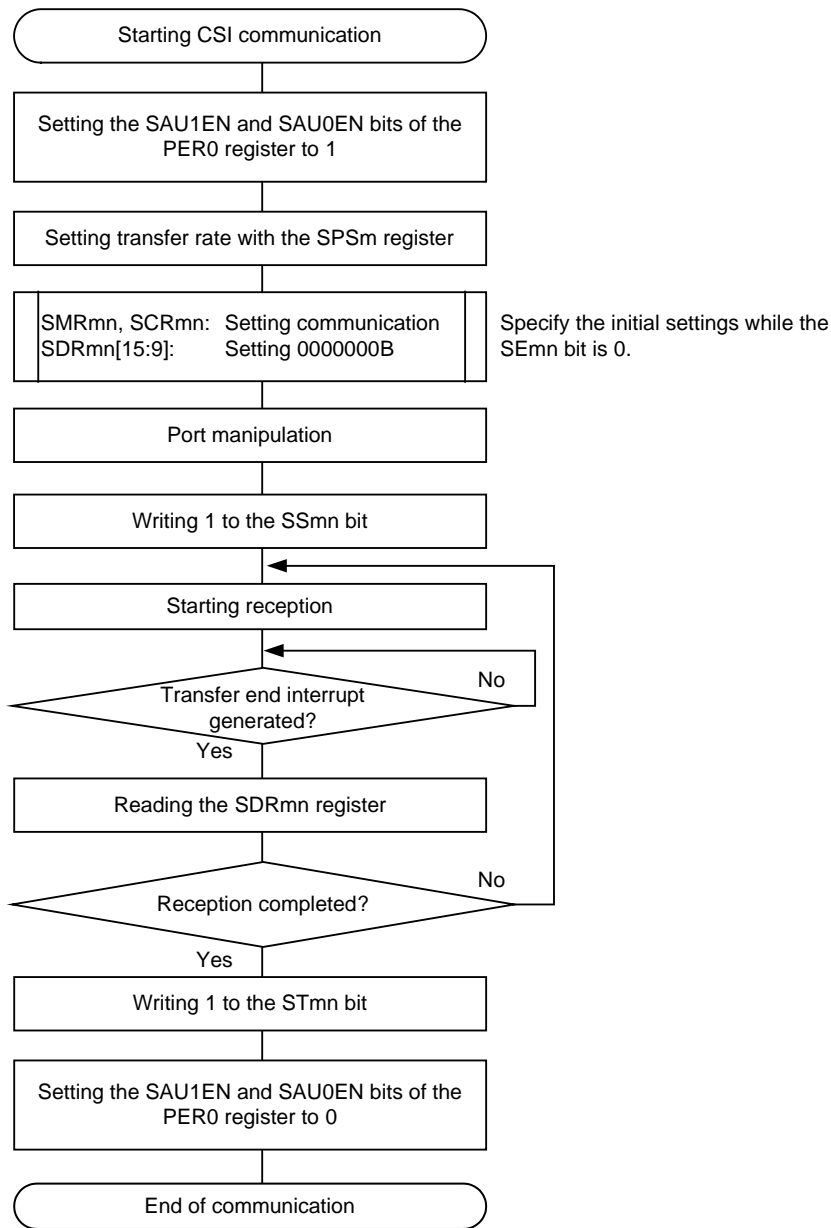 Starting CSI communication
Setting the SAU1EN and SAU0EN bits of the
PER0 register to 1
Setting transfer rate with the SPSm register
SMRmn, SCRmn: Setting communication
SDRmn[15:9]: Setting 0000000B
Specify the initial settings while the
SEmn bit is 0.
Port manipulation
Writing 1 to the SSmn bit
Starting reception
No
Transfer end interrupt
generated?
Yes
Reading the SDRmn register
No
Reception completed?
Yes
Writing 1 to the STmn bit
Setting the SAU1EN and SAU0EN bits of the
PER0 register to 0
End of communication